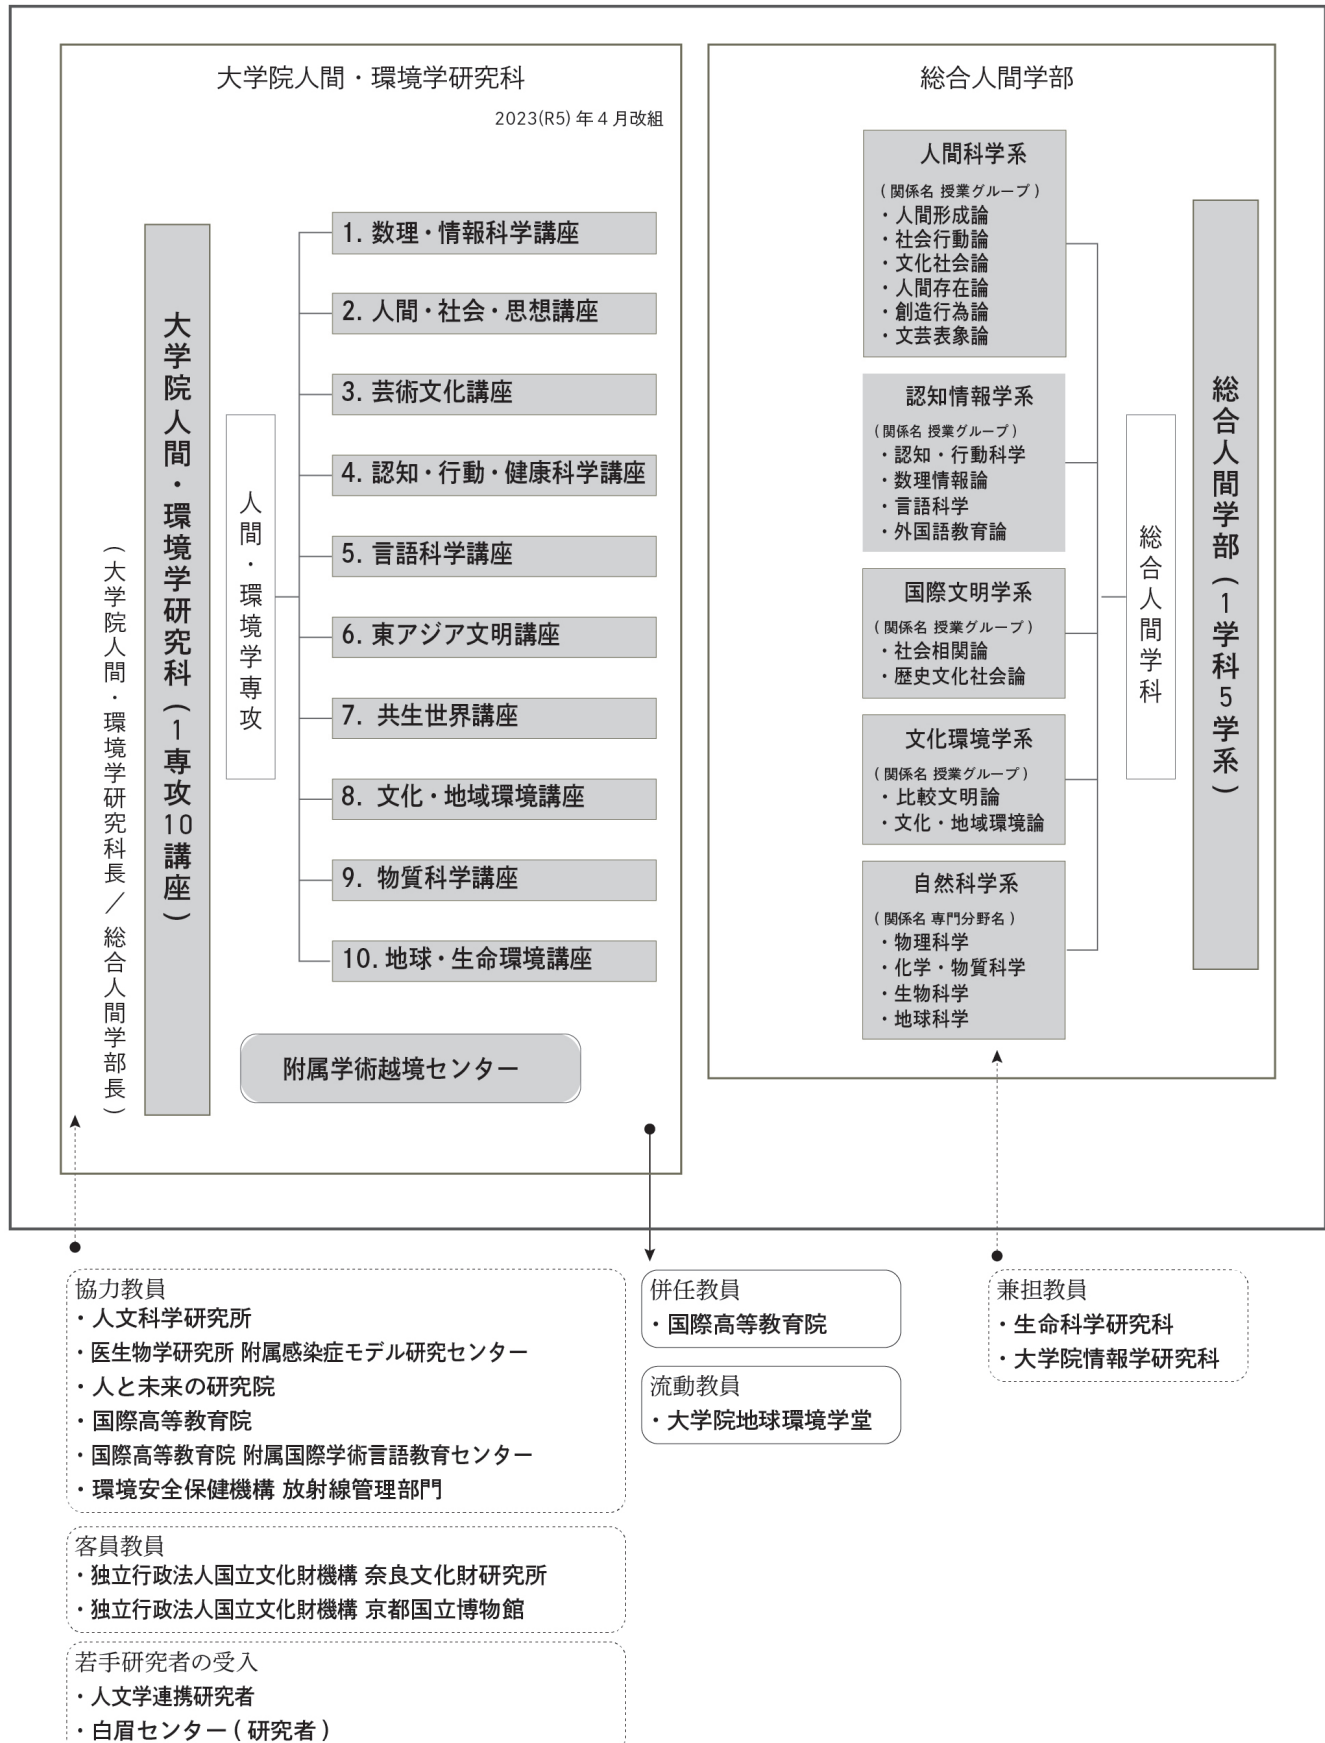 大学院人間・環境学研究科
2023(R5) 年 4 月改組
(大学院人間・環境学研究科長/総合人間学部長)
大学院人間・環境学研究科(1専攻10講座)
人間・環境学専攻
1. 数理・情報科学講座
2. 人間・社会・思想講座
3. 芸術文化講座
4. 認知・行動・健康科学講座
5. 言語科学講座
6. 東アジア文明講座
7. 共生世界講座
8. 文化・地域環境講座
9. 物質科学講座
10. 地球・生命環境講座
附属学術越境センター
総合人間学部
人間科学系
( 関係名 授業グループ )
・人間形成論
・社会行動論
・文化社会論
・人間存在論
・創造行為論
・文芸表象論
認知情報学系
( 関係名 授業グループ )
・認知・行動科学
・数理情報論
・言語科学
・外国語教育論
国際文明学系
( 関係名 授業グループ )
・社会相関論
・歴史文化社会論
文化環境学系
( 関係名 授業グループ )
・比較文明論
・文化・地域環境論
自然科学系
( 関係名 専門分野名 )
・物理科学
・化学・物質科学
・生物科学
・地球科学
総合人間学科
総合人間学部(1学科5学系)
協力教員
・人文科学研究所
・医生物学研究所 附属感染症モデル研究センター
・人と未来の研究院
・国際高等教育院
・国際高等教育院 附属国際学術言語教育センター
・環境安全保健機構 放射線管理部門
客員教員
・独立行政法人国立文化財機構 奈良文化財研究所
・独立行政法人国立文化財機構 京都国立博物館
若手研究者の受入
・人文学連携研究者
・白眉センター ( 研究者 )
併任教員
・国際高等教育院
流動教員
・大学院地球環境学堂
兼担教員
・生命科学研究科
・大学院情報学研究科